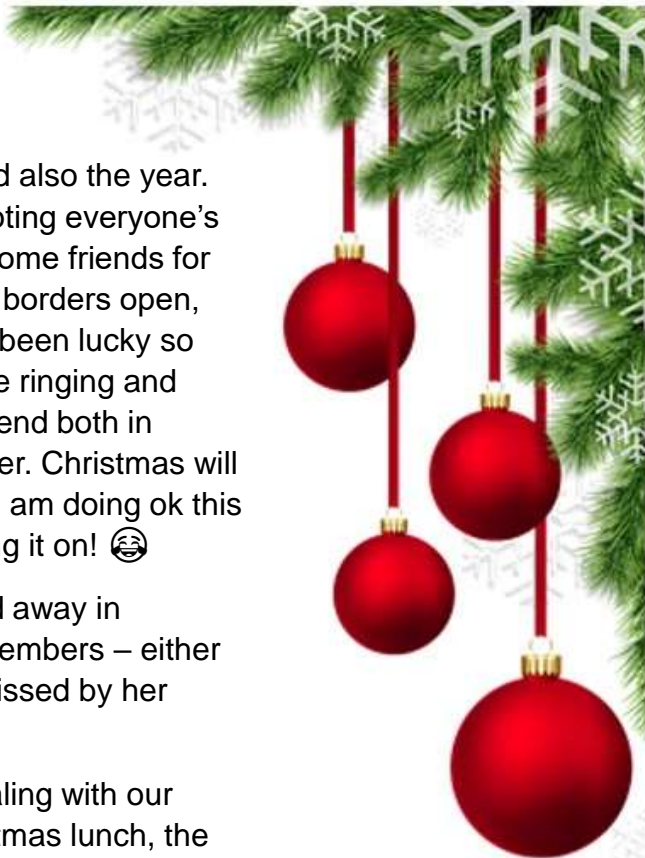 d also the year.
oting everyone's
ome friends for
borders open,
been lucky so
e ringing and
end both in
er. Christmas will
am doing ok this
g it on! 😂
d away in
embers – either
issed by her
aling with our
tmas lunch, the